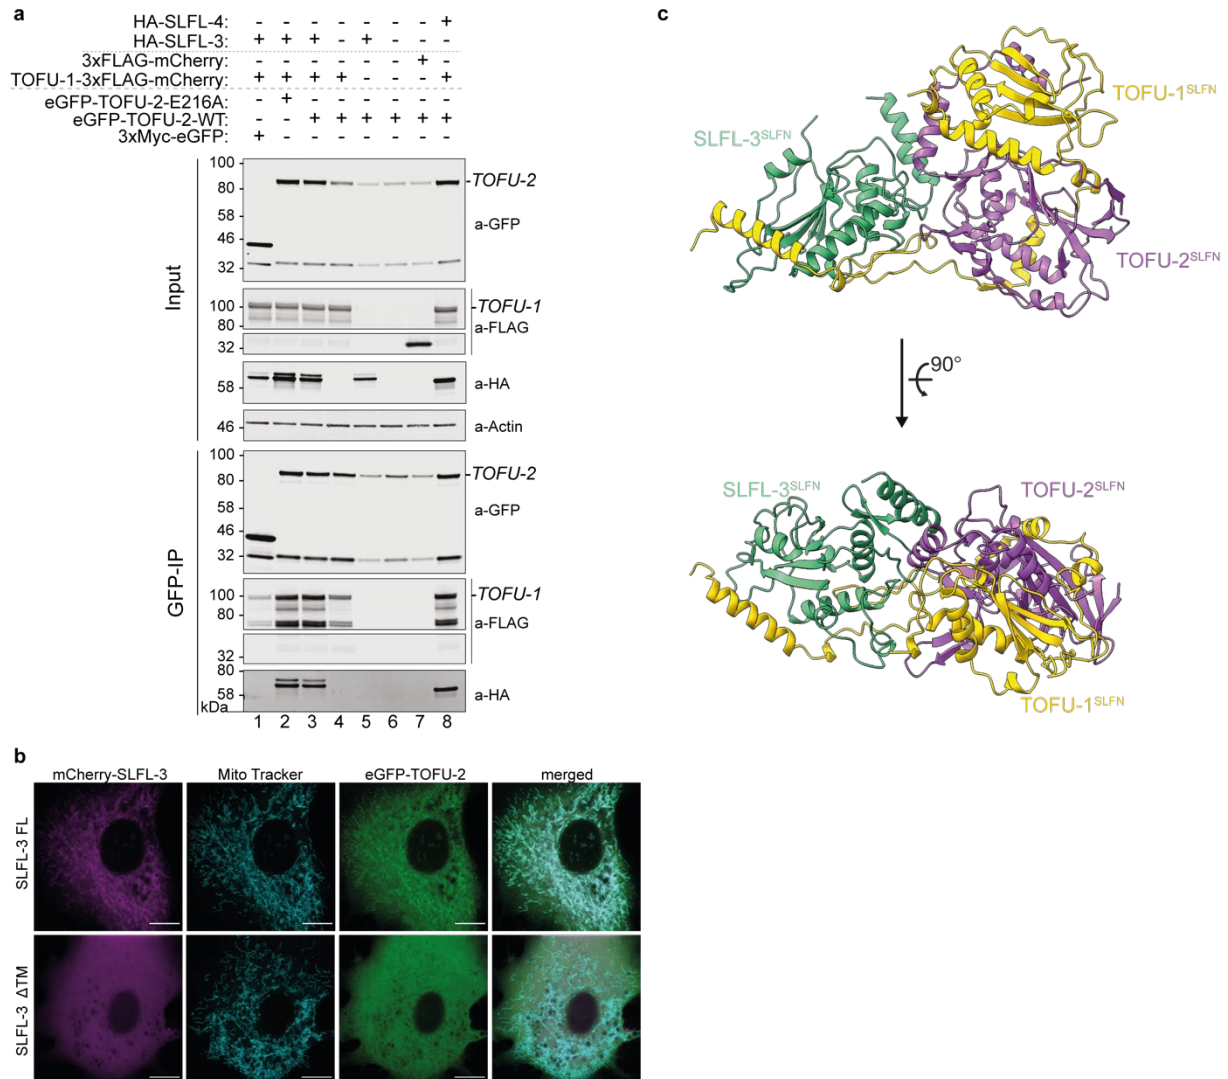 a
HA-SLFL-4: - - - - - - - +
HA-SLFL-3: + + + - + - - -
3xFLAG-mCherry: - - - - - - + -
TOFU-1-3xFLAG-mCherry: + + + + - - - +
eGFP-TOFU-2-E216A: - + - - - - - -
eGFP-TOFU-2-WT: - - + + + + + +
3xMyc-eGFP: + - - - - - - -
Input
100
80
58
46
32
-TOFU-2
a-GFP
100
80
32
-TOFU-1
a-FLAG
58
a-HA
46
a-Actin
GFP-IP
100
80
58
46
32
-TOFU-2
a-GFP
100
80
32
-TOFU-1
a-FLAG
80
58
kDa
a-HA
1 2 3 4 5 6 7 8
b
mCherry-SLFL-3 Mito Tracker eGFP-TOFU-2 merged
SLFL-3 FL
SLFL-3 ΔTM
c
TOFU-1SLFN
SLFL-3SLFN
TOFU-2SLFN
90°
SLFL-3SLFN
TOFU-2SLFN
TOFU-1SLFN